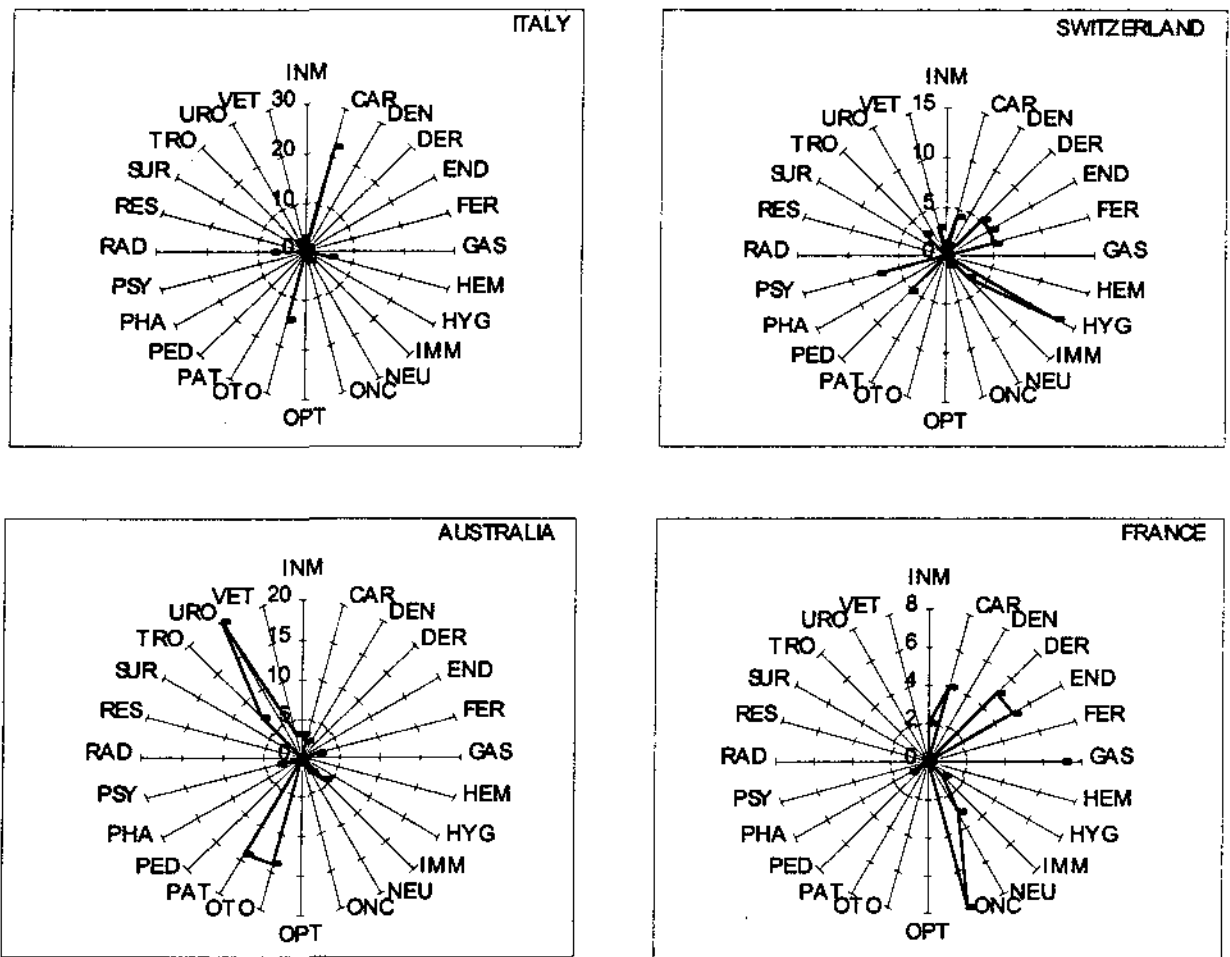 ITALY
INM
30
20
10
0
CAR
DEN
DER
END
FER
GAS
HEM
HYG
IMM
NEU
ONC
OPT
OTO
PAT
PED
PHA
PSY
RAD
RES
SUR
TRO
URO
VET
SWITZERLAND
INM
15
10
5
0
CAR
DEN
DER
END
FER
GAS
HEM
HYG
IMM
NEU
ONC
OPT
OTO
PAT
PED
PHA
PSY
RAD
RES
SUR
TRO
URO
VET
AUSTRALIA
INM
20
15
10
5
0
CAR
DEN
DER
END
FER
GAS
HEM
HYG
IMM
NEU
ONC
OPT
OTO
PAT
PED
PHA
PSY
RAD
RES
SUR
TRO
URO
VET
FRANCE
INM
8
6
4
2
0
CAR
DEN
DER
END
FER
GAS
HEM
HYG
IMM
NEU
ONC
OPT
OTO
PAT
PED
PHA
PSY
RAD
RES
SUR
TRO
URO
VET